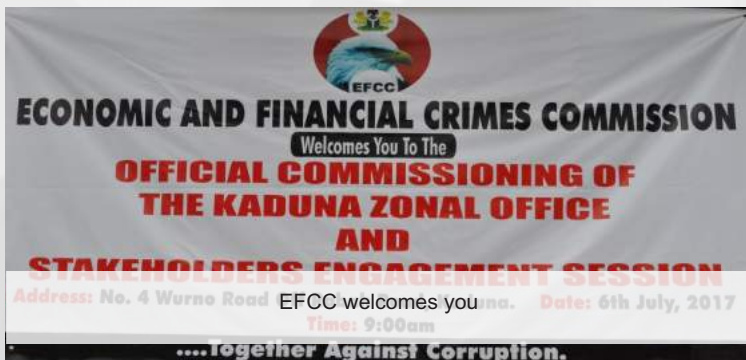 EFCC
ECONOMIC AND FINANCIAL CRIMES COMMISSION
Welcomes You To The
OFFICIAL COMMISSIONING OF
THE KADUNA ZONAL OFFICE
AND
STAKEHOLDERS ENGAGEMENT SESSION
Address: No. 4 Wurno Road Kaduna. Date: 6th July, 2017
EFCC welcomes you
Time: 9:00am
....Together Against Corruption.